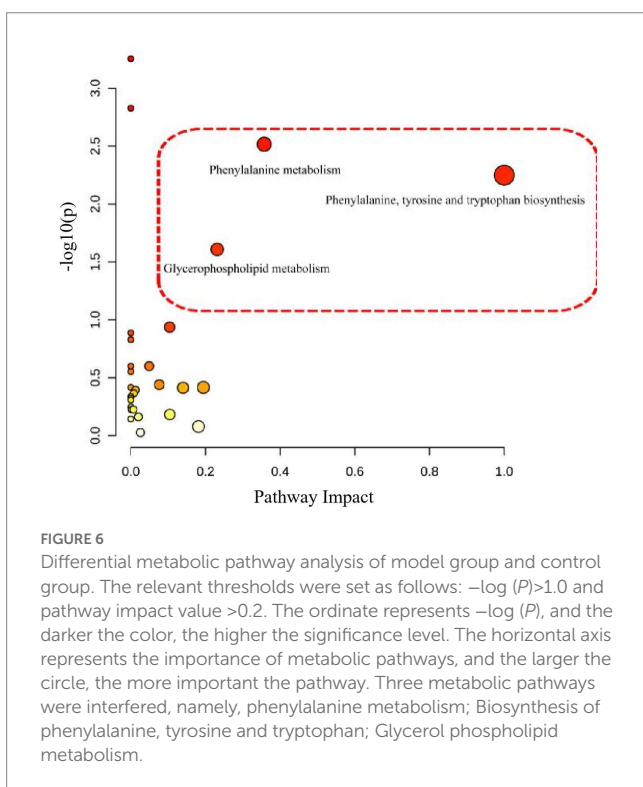 3.0
2.5
Phenylalanine metabolism
Phenylalanine, tyrosine and tryptophan biosynthesis
2.0
-log10(p)
Glycerophospholipid metabolism
1.5
1.0
0.5
0.0
0.0 0.2 0.4 0.6 0.8 1.0
Pathway Impact
FIGURE 6
Differential metabolic pathway analysis of model group and control
group. The relevant thresholds were set as follows: −log (P)>1.0 and
pathway impact value >0.2. The ordinate represents −log (P), and the
darker the color, the higher the significance level. The horizontal axis
represents the importance of metabolic pathways, and the larger the
circle, the more important the pathway. Three metabolic pathways
were interfered, namely, phenylalanine metabolism; Biosynthesis of
phenylalanine, tyrosine and tryptophan; Glycerol phospholipid
metabolism.